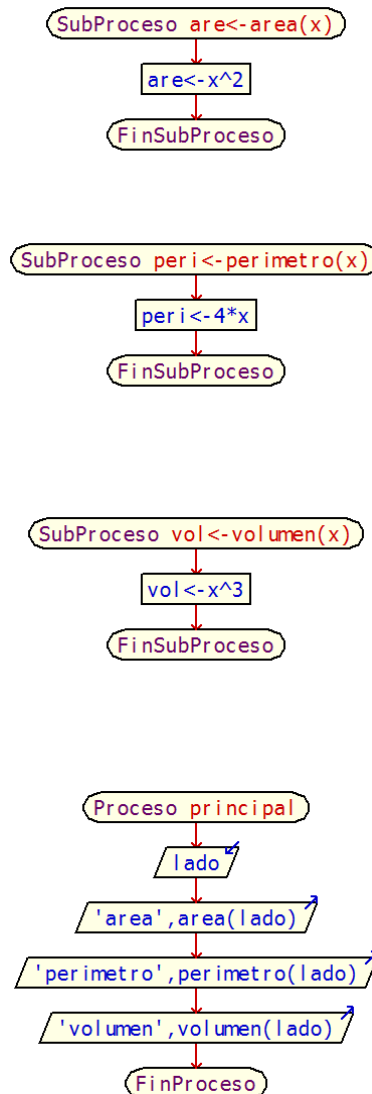 SubProceso are<-area(x)
are<-x^2
FinSubProceso
SubProceso peri<-perimetro(x)
peri<-4*x
FinSubProceso
SubProceso vol<-volumen(x)
vol<-x^3
FinSubProceso
Proceso principal
lado
'area',area(lado)
'perimetro',perimetro(lado)
'volumen',volumen(lado)
FinProceso